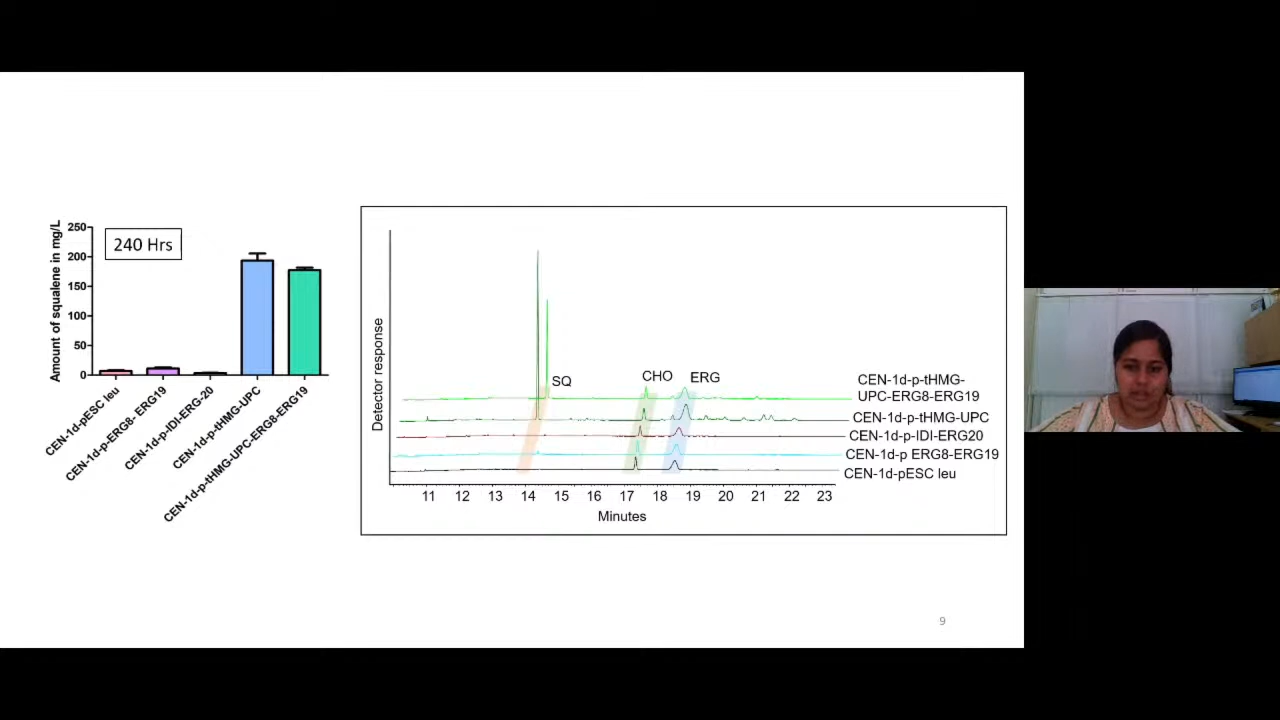 Amount of squalene in mg/L
250
200
150
100
50
0
240 Hrs
CEN-1d-pESC leu
CEN-1d-p-ERG8- ERG19
CEN-1d-p-IDI-ERG-20
CEN-1d-p-tHMG-UPC
CEN-1d-p-tHMG-UPC-ERG8-ERG19
Detector response
SQ
CHO
ERG
CEN-1d-p-tHMG-
UPC-ERG8-ERG19
CEN-1d-p-tHMG-UPC
CEN-1d-p-IDI-ERG20
CEN-1d-p ERG8-ERG19
CEN-1d-pESC leu
11 12 13 14 15 16 17 18 19 20 21 22 23
Minutes
9